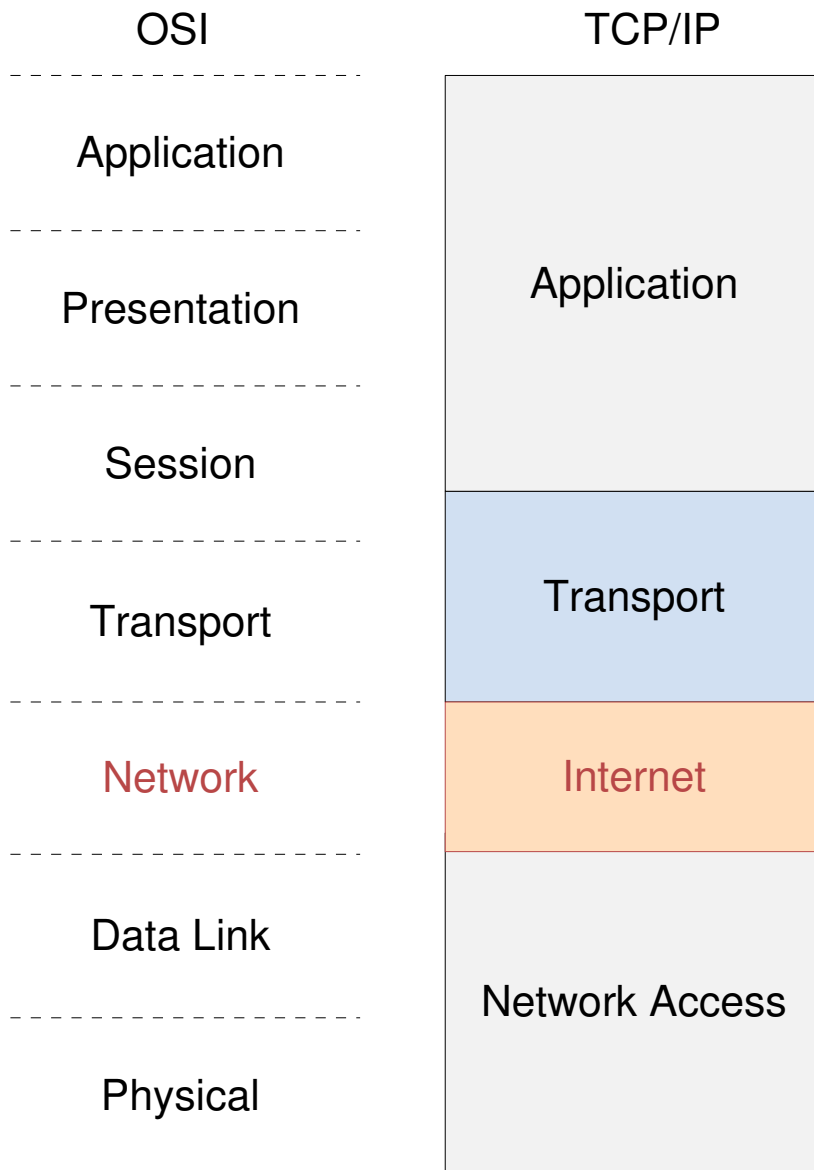 OSI
TCP/IP
Application
Presentation
Session
Transport
Network
Data Link
Physical
Application
Transport
Internet
Network Access